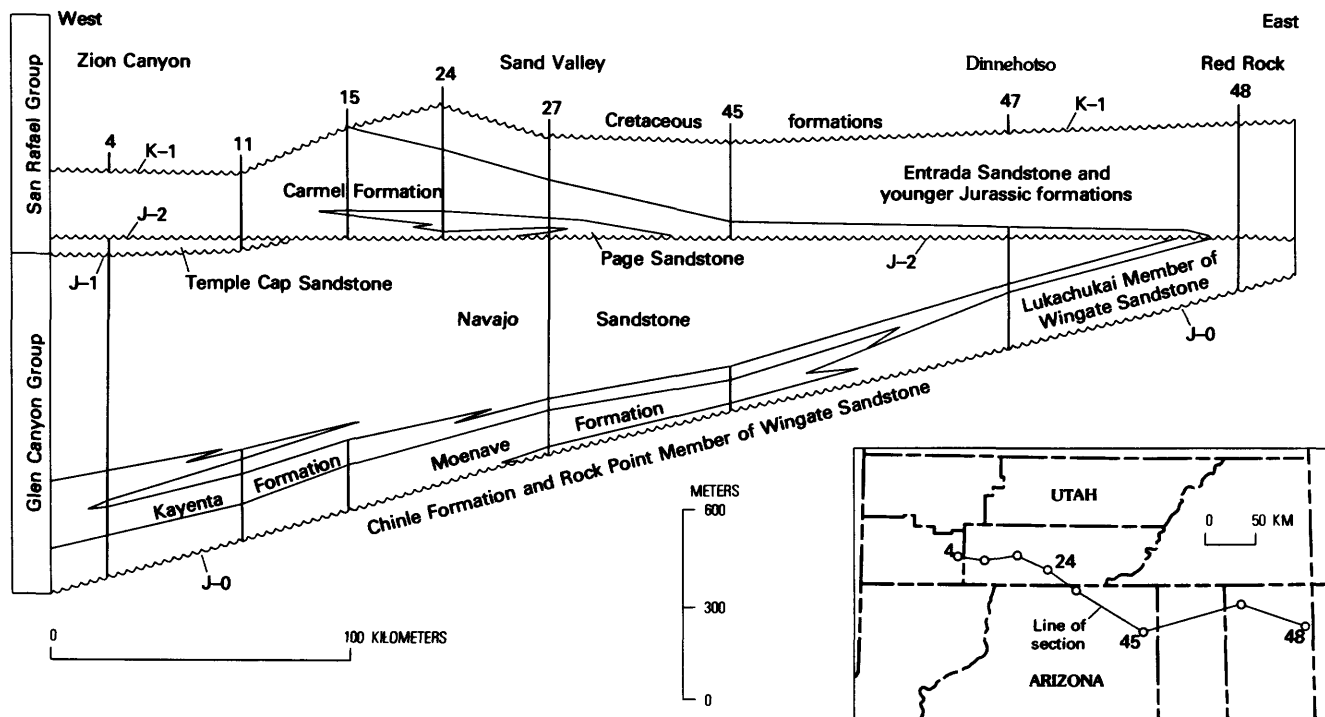 West
East
Zion Canyon
Sand Valley
Dinnehotso
Red Rock
San Rafael Group
Glen Canyon Group
4
11
15
24
27
45
47
48
K–1
Cretaceous formations
K–1
Carmel Formation
Entrada Sandstone and
younger Jurassic formations
J–2
Page Sandstone
J–2
J–1
Temple Cap Sandstone
Navajo Sandstone
Lukachukai Member of
Wingate Sandstone
J–0
Kayenta Formation
Moenave Formation
Chinle Formation and Rock Point Member of Wingate Sandstone
J–0
0
100 KILOMETERS
METERS
600
300
0
UTAH
0 50 KM
4
24
Line of
section
45
48
ARIZONA